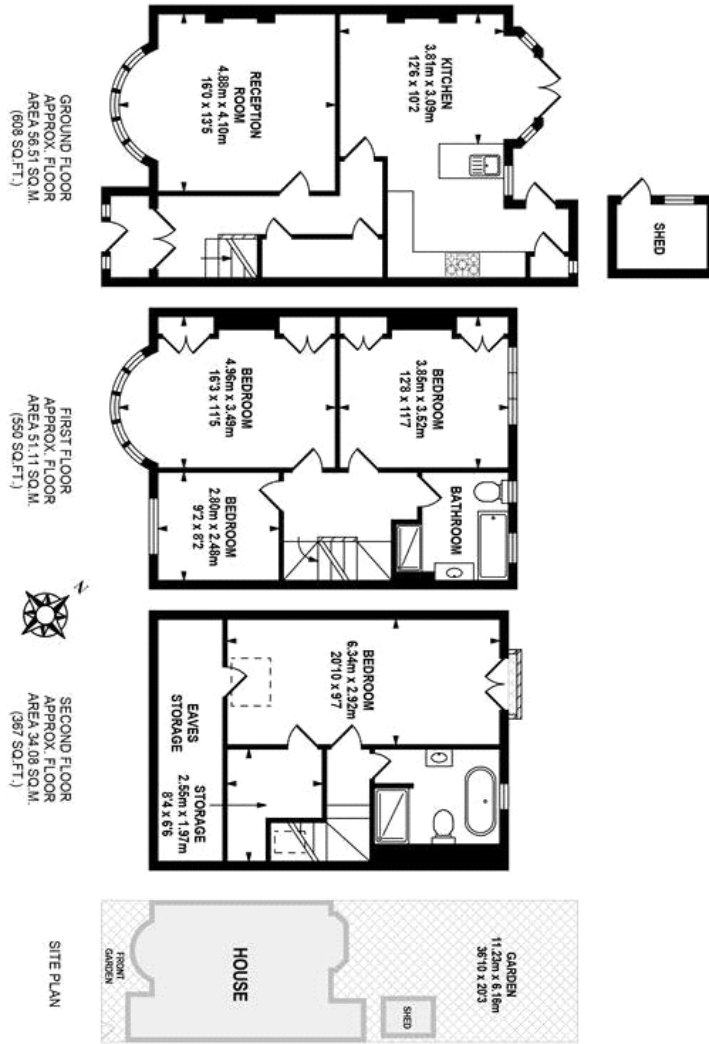 SHED
KITCHEN
3.81m x 3.09m
12'6 x 10'2
RECEPTION
ROOM
4.88m x 4.10m
16'0 x 13'5
GROUND FLOOR
APPROX. FLOOR
AREA 56.51 SQ.M.
(608 SQ.FT.)
BEDROOM
3.85m x 3.52m
12'8 x 11'7
BATHROOM
BEDROOM
4.96m x 3.49m
16'3 x 11'5
BEDROOM
2.80m x 2.48m
9'2 x 8'2
FIRST FLOOR
APPROX. FLOOR
AREA 51.11 SQ.M.
(550 SQ.FT.)
N
BEDROOM
6.34m x 2.92m
20'10 x 9'7
EAVES
STORAGE
STORAGE
2.55m x 1.97m
8'4 x 6'6
SECOND FLOOR
APPROX. FLOOR
AREA 34.08 SQ.M.
(367 SQ.FT.)
GARDEN
11.23m x 6.16m
36'10 x 20'3
SHED
HOUSE
FRONT
GARDEN
SITE PLAN